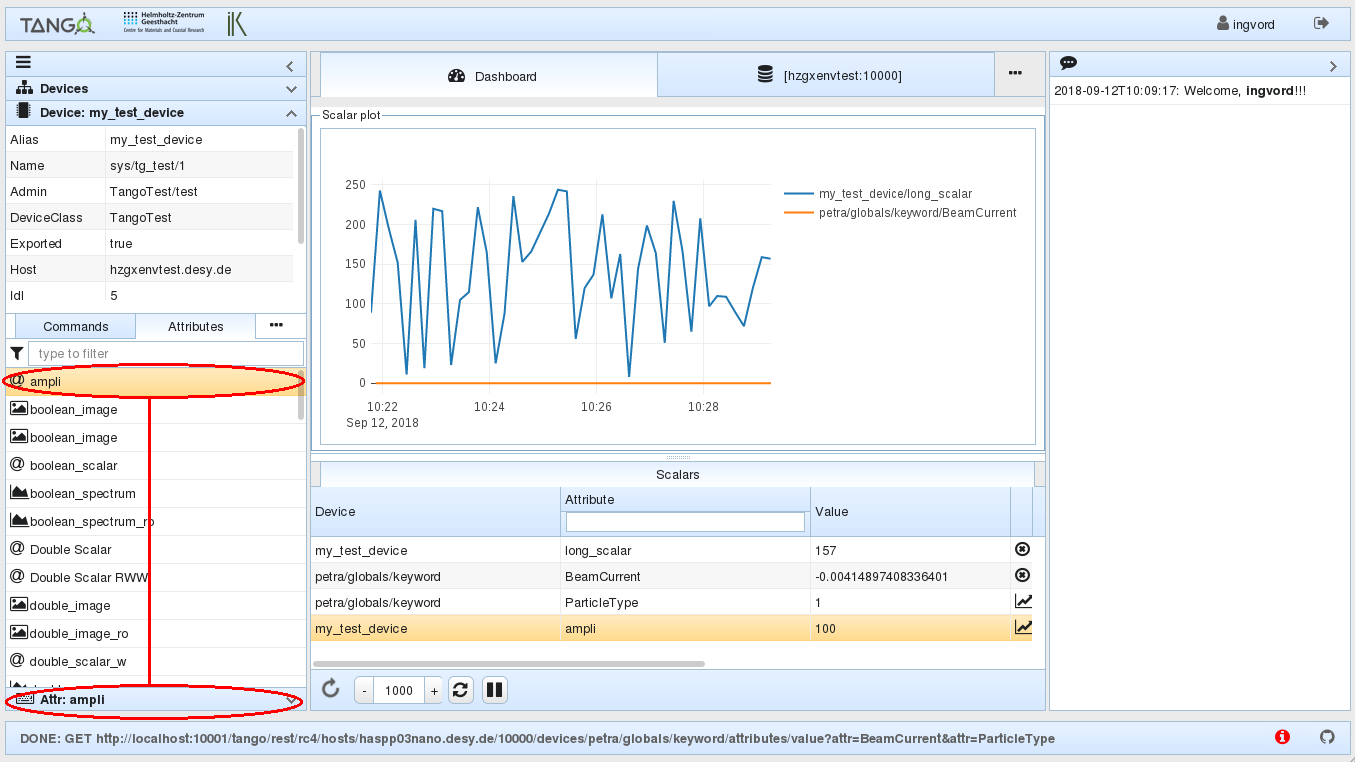 TANGO
Helmholtz-Zentrum
Geesthacht
Centre for Materials and Coastal Research
iK
ingvord
Devices
Device: my_test_device
Alias my_test_device
Name sys/tg_test/1
Admin TangoTest/test
DeviceClass TangoTest
Exported true
Host hzgxenvtest.desy.de
Idl 5
Commands Attributes
type to filter
@ ampli
boolean_image
boolean_image
@ boolean_scalar
boolean_spectrum
boolean_spectrum_ro
@ Double Scalar
@ Double Scalar RWW
double_image
double_image_ro
@ double_scalar_w
Attr: ampli
Dashboard
[hzgxenvtest:10000]
Scalar plot
250
200
150
100
50
0
10:22 10:24 10:26 10:28
Sep 12, 2018
my_test_device/long_scalar
petra/globals/keyword/BeamCurrent
Scalars
Device Attribute Value
my_test_device long_scalar 157
petra/globals/keyword BeamCurrent -0.00414897408336401
petra/globals/keyword ParticleType 1
my_test_device ampli 100
- 1000 +
2018-09-12T10:09:17: Welcome, ingvord!!!
DONE: GET http://localhost:10001/tango/rest/rc4/hosts/haspp03nano.desy.de/10000/devices/petra/globals/keyword/attributes/value?attr=BeamCurrent&attr=ParticleType